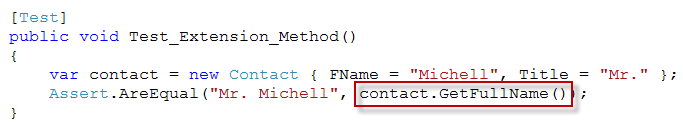 [Test]
public void Test_Extension_Method()
{
    var contact = new Contact { FName = "Michell", Title = "Mr." };
    Assert.AreEqual("Mr. Michell", contact.GetFullName());
}